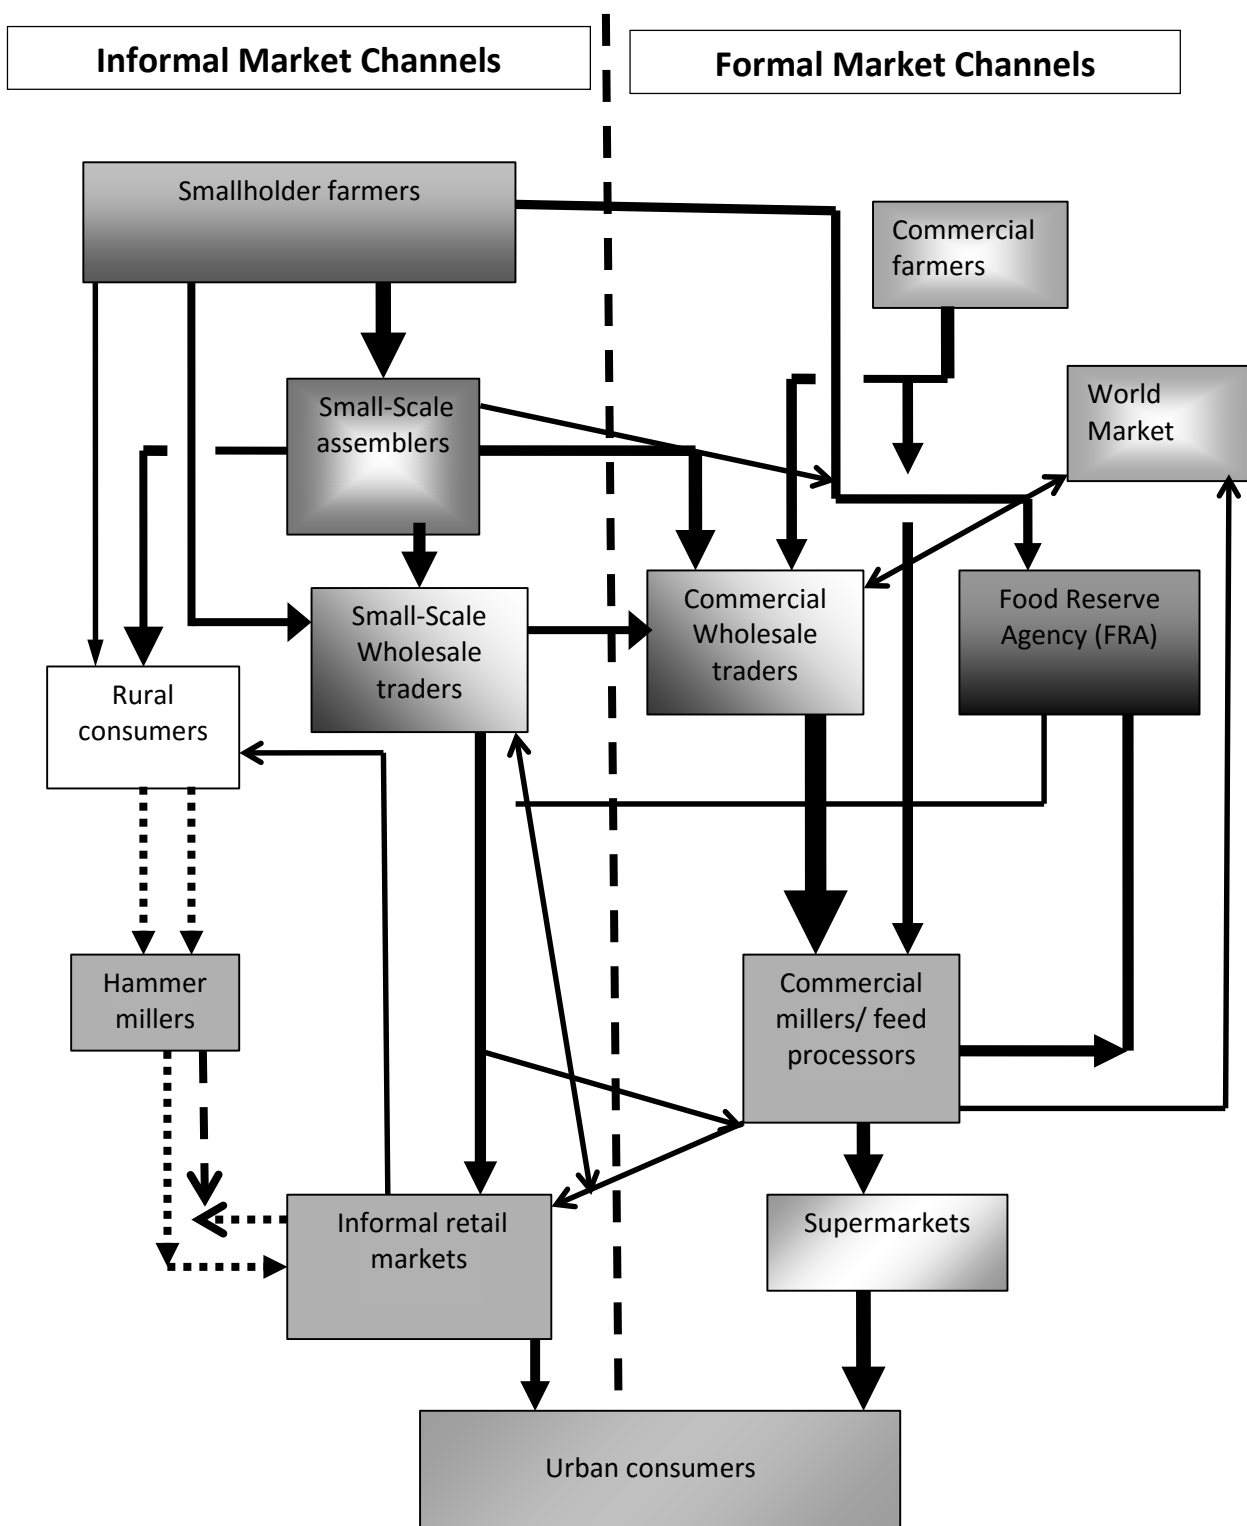 Informal Market Channels
Formal Market Channels
Smallholder farmers
Commercial
farmers
World
Market
Small-Scale
assemblers
Small-Scale
Wholesale
traders
Commercial
Wholesale
traders
Food Reserve
Agency (FRA)
Rural
consumers
Hammer
millers
Commercial
millers/ feed
processors
Informal retail
markets
Supermarkets
Urban consumers